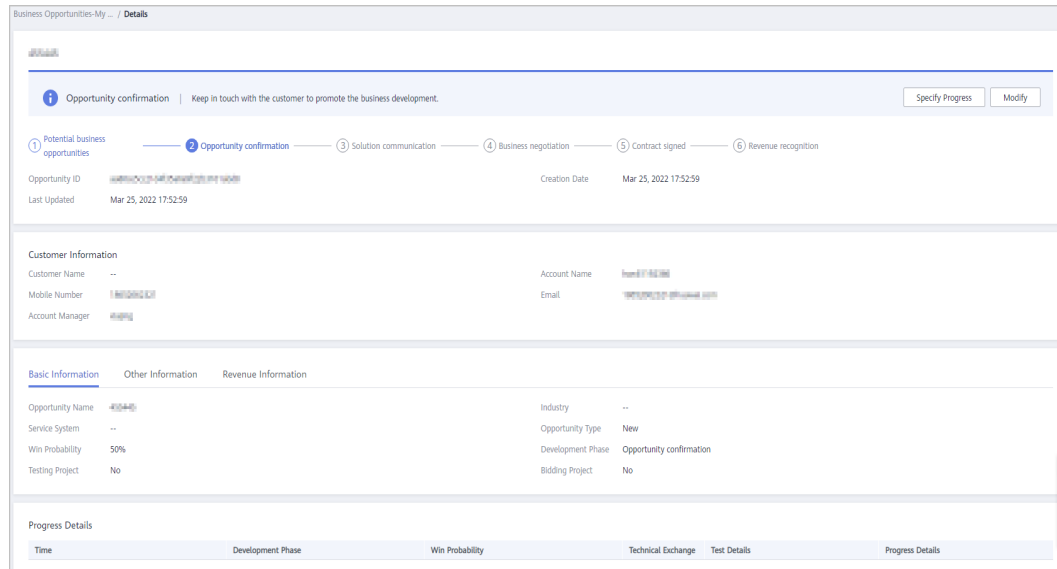 Business Opportunities-My ... / Details
Opportunity confirmation | Keep in touch with the customer to promote the business development. Specify Progress Modify
1 Potential business opportunities 2 Opportunity confirmation 3 Solution communication 4 Business negotiation 5 Contract signed 6 Revenue recognition
Opportunity ID Creation Date Mar 25, 2022 17:52:59
Last Updated Mar 25, 2022 17:52:59
Customer Information
Customer Name -- Account Name
Mobile Number Email
Account Manager
Basic Information Other Information Revenue Information
Opportunity Name Industry --
Service System -- Opportunity Type New
Win Probability 50% Development Phase Opportunity confirmation
Testing Project No Bidding Project No
Progress Details
Time Development Phase Win Probability Technical Exchange Test Details Progress Details